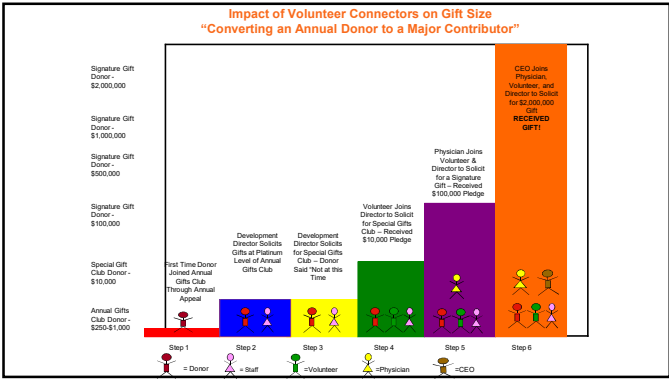 Impact of Volunteer Connectors on Gift Size
“Converting an Annual Donor to a Major Contributor”
Signature Gift
Donor -
$2,000,000
Signature Gift
Donor -
$1,000,000
Signature Gift
Donor -
$500,000
Signature Gift
Donor -
$100,000
Special Gift
Club Donor -
$10,000
Annual Gifts
Club Donor -
$250-$1,000
First Time Donor
Joined Annual
Gifts Club
Through Annual
Appeal
Development
Director Solicits
Gifts at Platinum
Level of Annual
Gifts Club
Development
Director Solicits
for Special Gifts
Club – Donor
Said “Not at this
Time
Volunteer Joins
Director to Solicit
for Special Gifts
Club – Received
$10,000 Pledge
Physician Joins
Volunteer &
Director to Solicit
for a Signature
Gift – Received
$100,000 Pledge
CEO Joins
Physician,
Volunteer, and
Director to Solicit
for $2,000,000
Gift
RECEIVED
GIFT!
Step 1
Step 2
Step 3
Step 4
Step 5
Step 6
= Donor
= Staff
=Volunteer
=Physician
=CEO